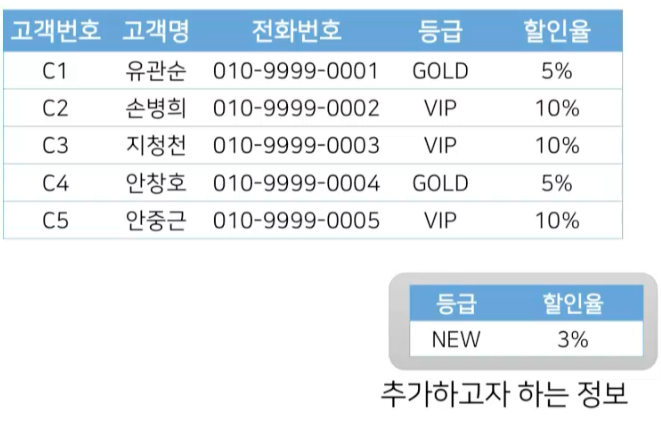 고객번호 고객명 전화번호 등급 할인율
C1 유관순 010-9999-0001 GOLD 5%
C2 손병희 010-9999-0002 VIP 10%
C3 지청천 010-9999-0003 VIP 10%
C4 안창호 010-9999-0004 GOLD 5%
C5 안중근 010-9999-0005 VIP 10%
등급 할인율
NEW 3%
추가하고자 하는 정보